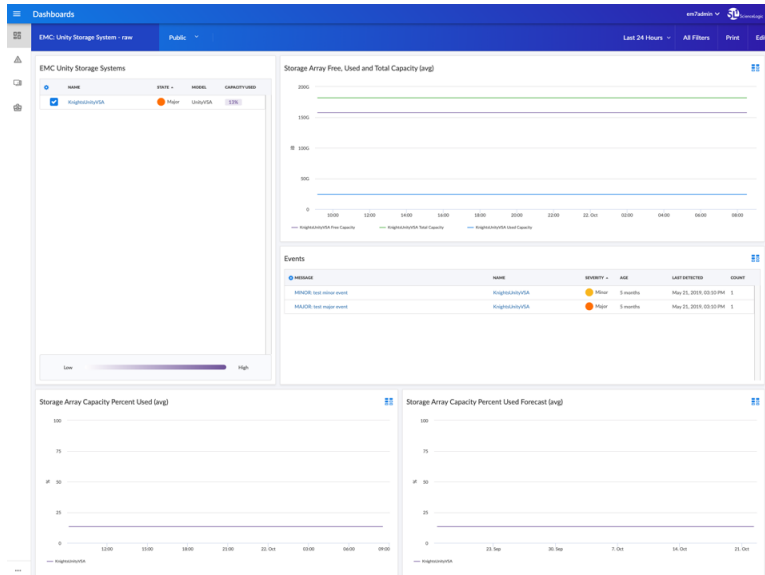 Dashboards
em7admin
ScienceLogic
EMC: Unity Storage System - raw
Public
Last 24 Hours
All Filters
Print
Edi
EMC Unity Storage Systems
NAME STATE MODEL CAPACITY USED
KnightsUnityVSA Major UnityVSA 13%
Low High
Storage Array Free, Used and Total Capacity (avg)
200G
150G
100G
50G
0
10:00 12:00 14:00 16:00 18:00 20:00 22:00 22. Oct 02:00 04:00 06:00 08:00
KnightsUnityVSA Free Capacity KnightsUnityVSA Total Capacity KnightsUnityVSA Used Capacity
Events
MESSAGE NAME SEVERITY AGE LAST DETECTED COUNT
MINOR: test minor event KnightsUnityVSA Minor 5 months May 21, 2019, 03:10 PM 1
MAJOR: test major event KnightsUnityVSA Major 5 months May 21, 2019, 03:10 PM 1
Storage Array Capacity Percent Used (avg)
100
75
% 50
25
0
12:00 15:00 18:00 21:00 22. Oct 03:00 06:00 09:00
KnightsUnityVSA
Storage Array Capacity Percent Used Forecast (avg)
100
75
% 50
25
0
23. Sep 30. Sep 7. Oct 14. Oct 21. Oct
KnightsUnityVSA